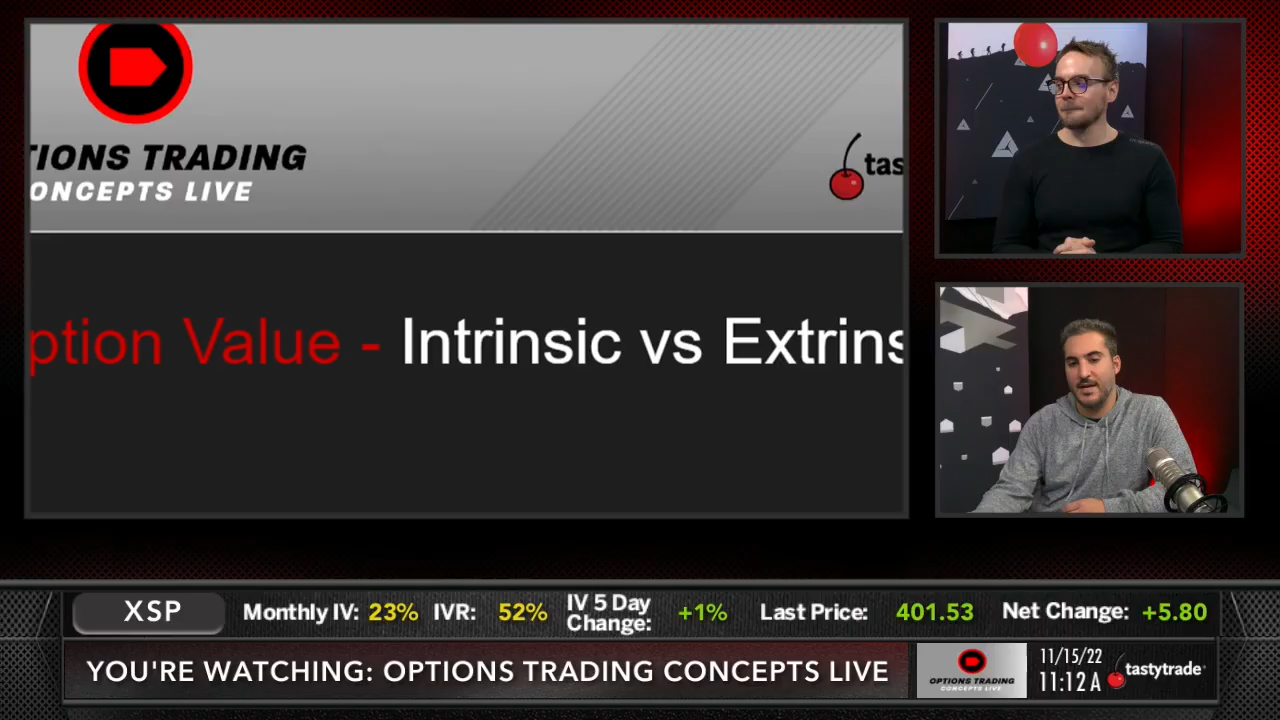 TIONS TRADING
ONCEPTS LIVE
tas
ption Value - Intrinsic vs Extrins
XSP Monthly IV: 23% IVR: 52% IV 5 Day Change: +1% Last Price: 401.53 Net Change: +5.80
YOU'RE WATCHING: OPTIONS TRADING CONCEPTS LIVE
OPTIONS TRADING
CONCEPTS LIVE
11/15/22
11:12 A
tastytrade